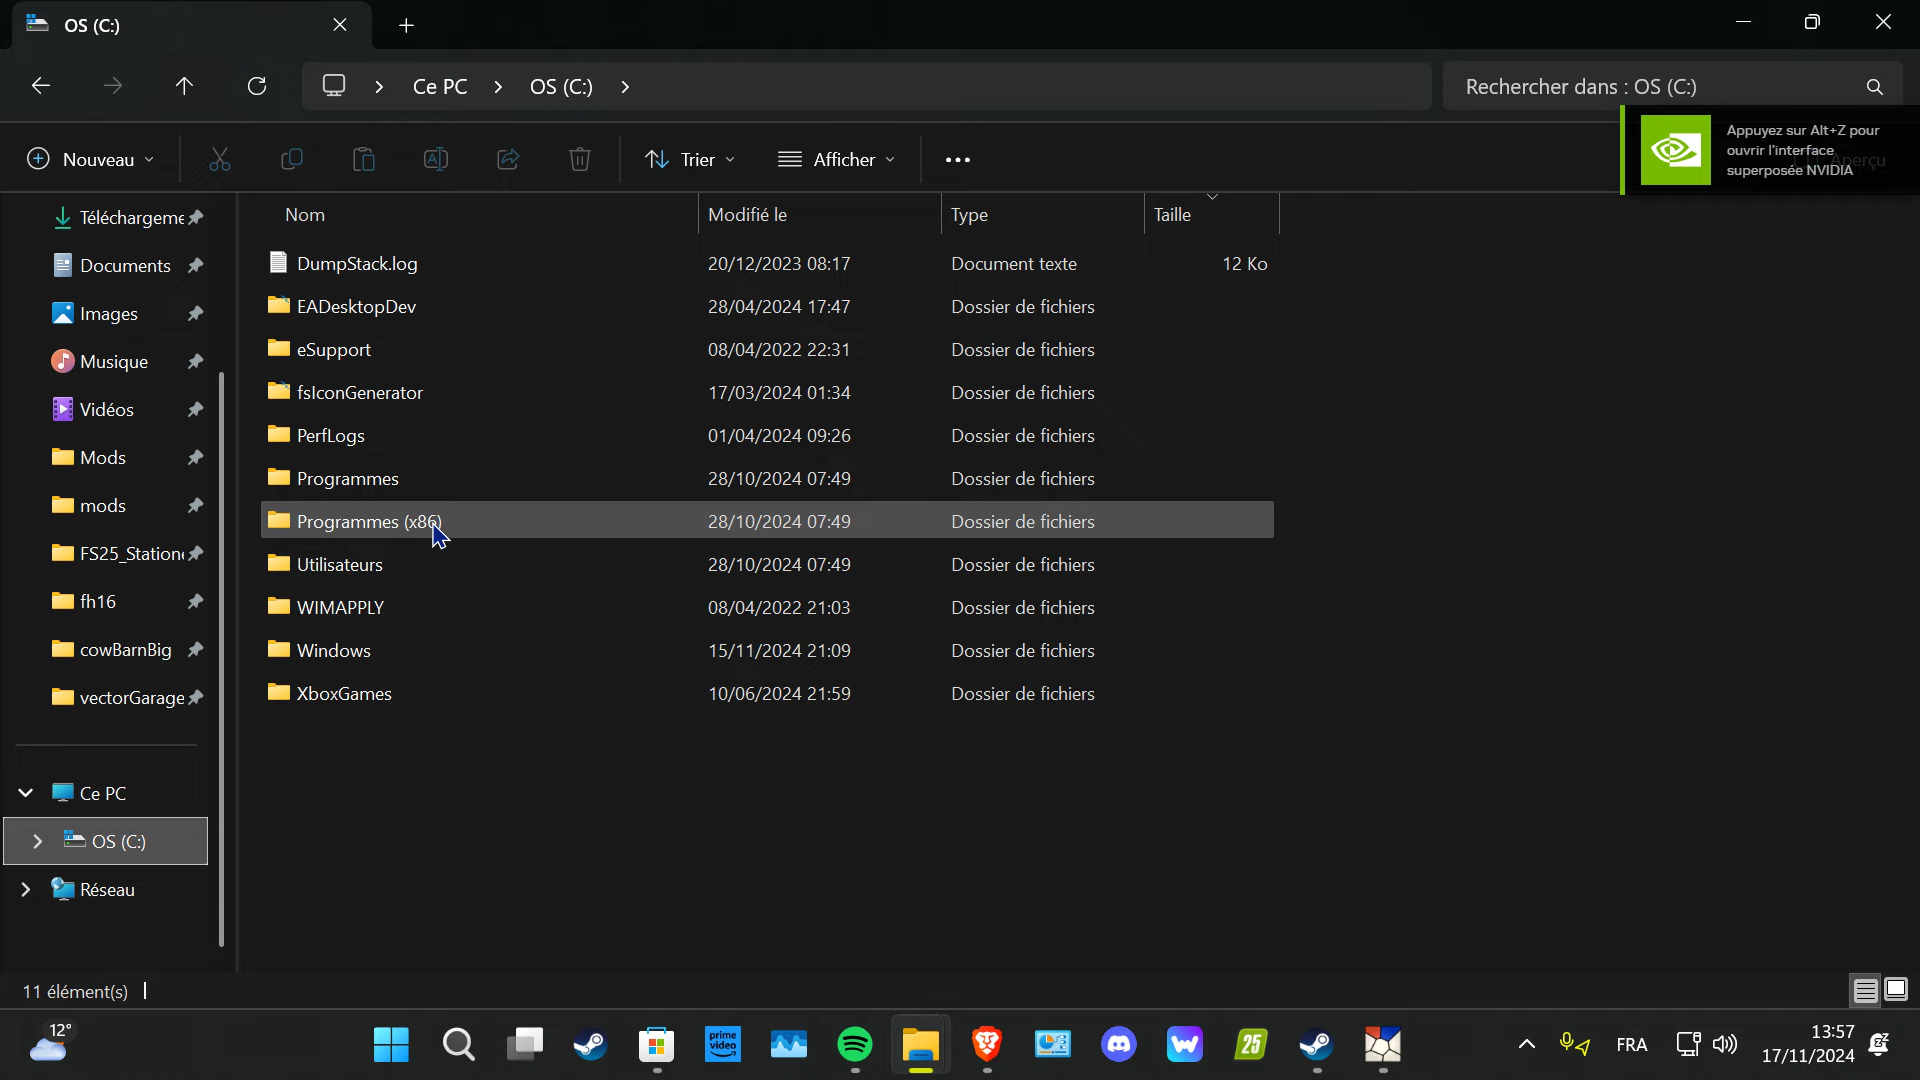 OS (C:)
Ce PC OS (C:)
Rechercher dans : OS (C:)
Appuyez sur Alt+Z pour
ouvrir l'interface
superposée NVIDIA
Aperçu
Nouveau Trier Afficher
Nom Modifié le Type Taille
DumpStack.log 20/12/2023 08:17 Document texte 12 Ko
EADesktopDev 28/04/2024 17:47 Dossier de fichiers
eSupport 08/04/2022 22:31 Dossier de fichiers
fsIconGenerator 17/03/2024 01:34 Dossier de fichiers
PerfLogs 01/04/2024 09:26 Dossier de fichiers
Programmes 28/10/2024 07:49 Dossier de fichiers
Programmes (x86) 28/10/2024 07:49 Dossier de fichiers
Utilisateurs 28/10/2024 07:49 Dossier de fichiers
WIMAPPLY 08/04/2022 21:03 Dossier de fichiers
Windows 15/11/2024 21:09 Dossier de fichiers
XboxGames 10/06/2024 21:59 Dossier de fichiers
Téléchargeme
Documents
Images
Musique
Vidéos
Mods
mods
FS25_Statione
fh16
cowBarnBig
vectorGarage
Ce PC
OS (C:)
Réseau
11 élément(s)
12°
prime
video
25
FRA
13:57
17/11/2024